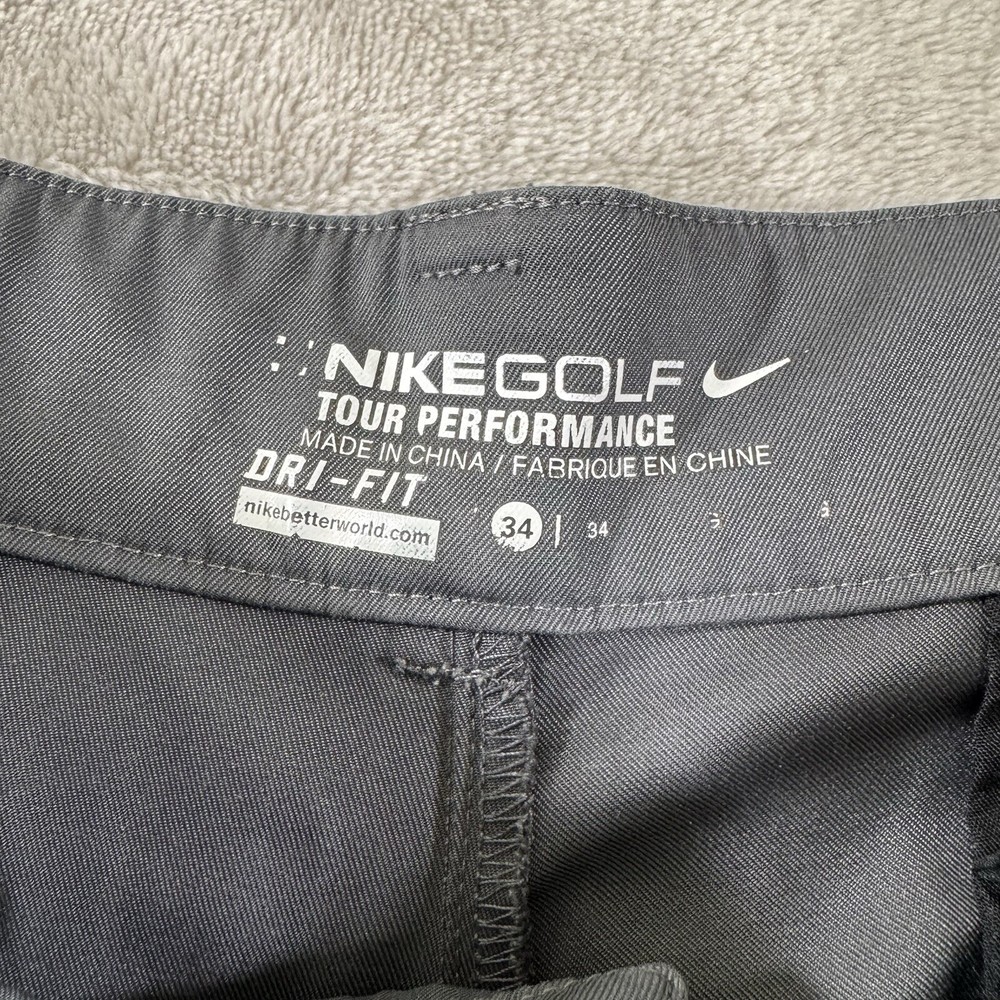 NIKEGOLF
TOUR PERFORMANCE
MADE IN CHINA / FABRIQUE EN CHINE
DRI-FIT
nikebetterworld.com
34 | 34